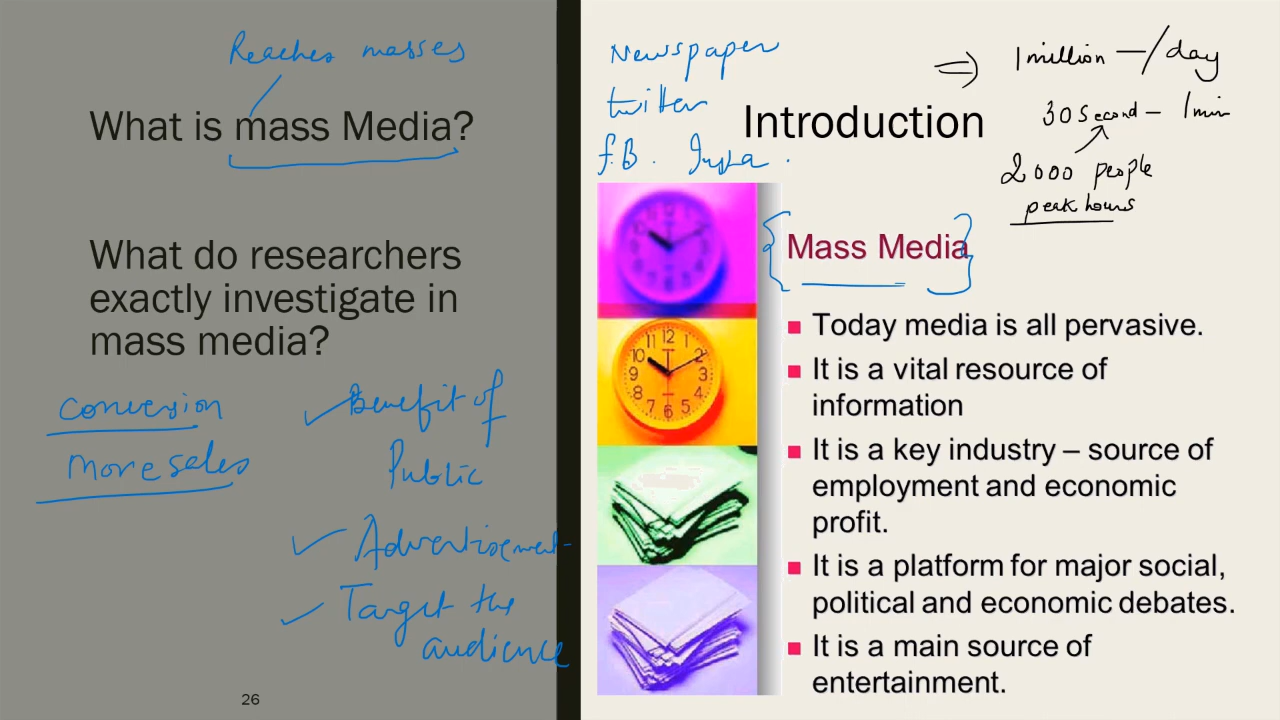 Reaches masses
What is mass Media?
What do researchers
exactly investigate in
mass media?
Conversion
More sales
Benefit of
Public
Advertisement
Target the
audience
26
Newspaper
twitter
f.B. Insta.
Introduction
⇒ 1 million —/day
30 Second – 1 min
2000 people
peak hours
{Mass Media}
Today media is all pervasive.
It is a vital resource of
information
It is a key industry – source of
employment and economic
profit.
It is a platform for major social,
political and economic debates.
It is a main source of
entertainment.